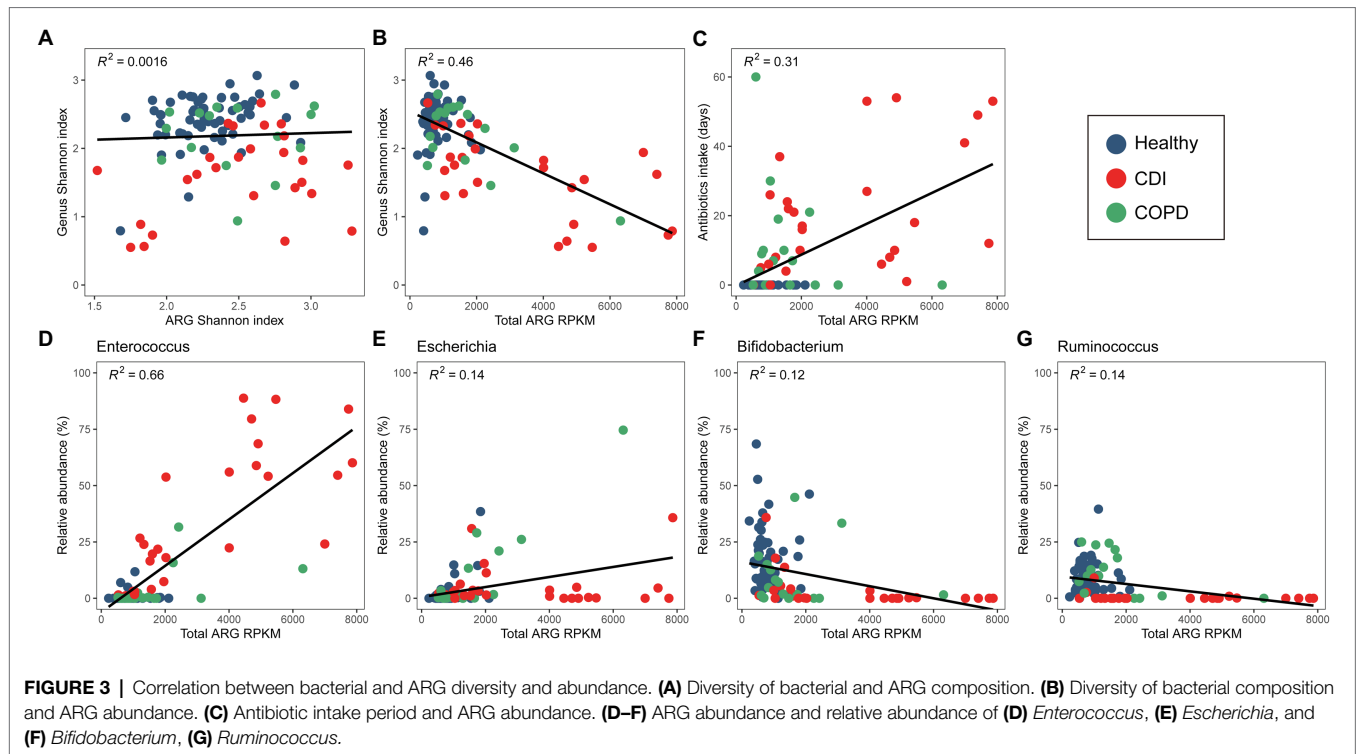 A
R² = 0.0016
Genus Shannon index
3
2
1
0
1.5 2.0 2.5 3.0
ARG Shannon index
B
R² = 0.46
Genus Shannon index
3
2
1
0
0 2000 4000 6000 8000
Total ARG RPKM
C
R² = 0.31
Antibiotics intake (days)
60
40
20
0
0 2000 4000 6000 8000
Total ARG RPKM
Healthy
CDI
COPD
D
Enterococcus
R² = 0.66
Relative abundance (%)
100
75
50
25
0
0 2000 4000 6000 8000
Total ARG RPKM
E
Escherichia
R² = 0.14
Relative abundance (%)
100
75
50
25
0
0 2000 4000 6000 8000
Total ARG RPKM
F
Bifidobacterium
R² = 0.12
Relative abundance (%)
100
75
50
25
0
0 2000 4000 6000 8000
Total ARG RPKM
G
Ruminococcus
R² = 0.14
Relative abundance (%)
100
75
50
25
0
0 2000 4000 6000 8000
Total ARG RPKM
FIGURE 3 | Correlation between bacterial and ARG diversity and abundance. (A) Diversity of bacterial and ARG composition. (B) Diversity of bacterial composition
and ARG abundance. (C) Antibiotic intake period and ARG abundance. (D–F) ARG abundance and relative abundance of (D) Enterococcus, (E) Escherichia, and
(F) Bifidobacterium, (G) Ruminococcus.